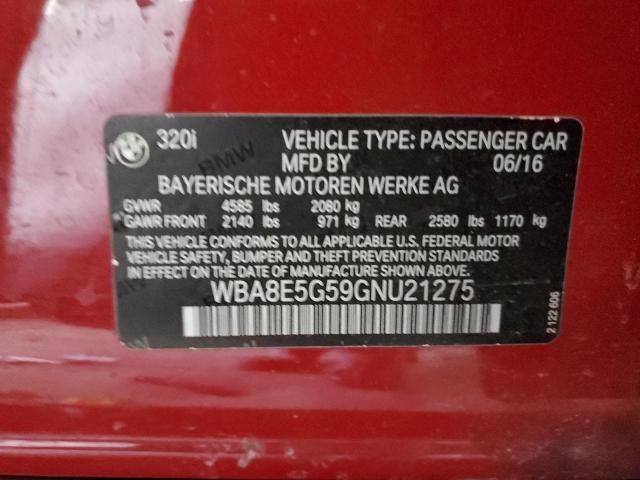 320i VEHICLE TYPE: PASSENGER CAR
MFD BY 06/16
BAYERISCHE MOTOREN WERKE AG
GVWR 4585 lbs 2080 kg
GAWR FRONT 2140 lbs 971 kg REAR 2580 lbs 1170 kg
THIS VEHICLE CONFORMS TO ALL APPLICABLE U.S. FEDERAL MOTOR
VEHICLE SAFETY, BUMPER AND THEFT PREVENTION STANDARDS
IN EFFECT ON THE DATE OF MANUFACTURE SHOWN ABOVE.
WBA8E5G59GNU21275
2 122 606
BMW